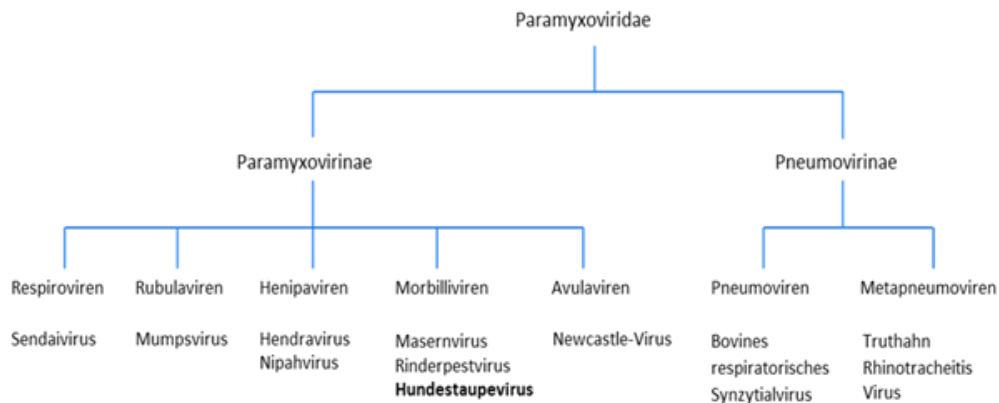 Paramyxoviridae
Paramyxovirinae
Pneumovirinae
Respiroviren
Rubulaviren
Henipaviren
Morbilliviren
Avulaviren
Pneumoviren
Metapneumoviren
Sendaivirus
Mumpsvirus
Hendravirus
Nipahvirus
Masernvirus
Rinderpestvirus
Hundestaupevirus
Newcastle-Virus
Bovines
respiratorisches
Synzytialvirus
Truthahn
Rhinotracheitis
Virus